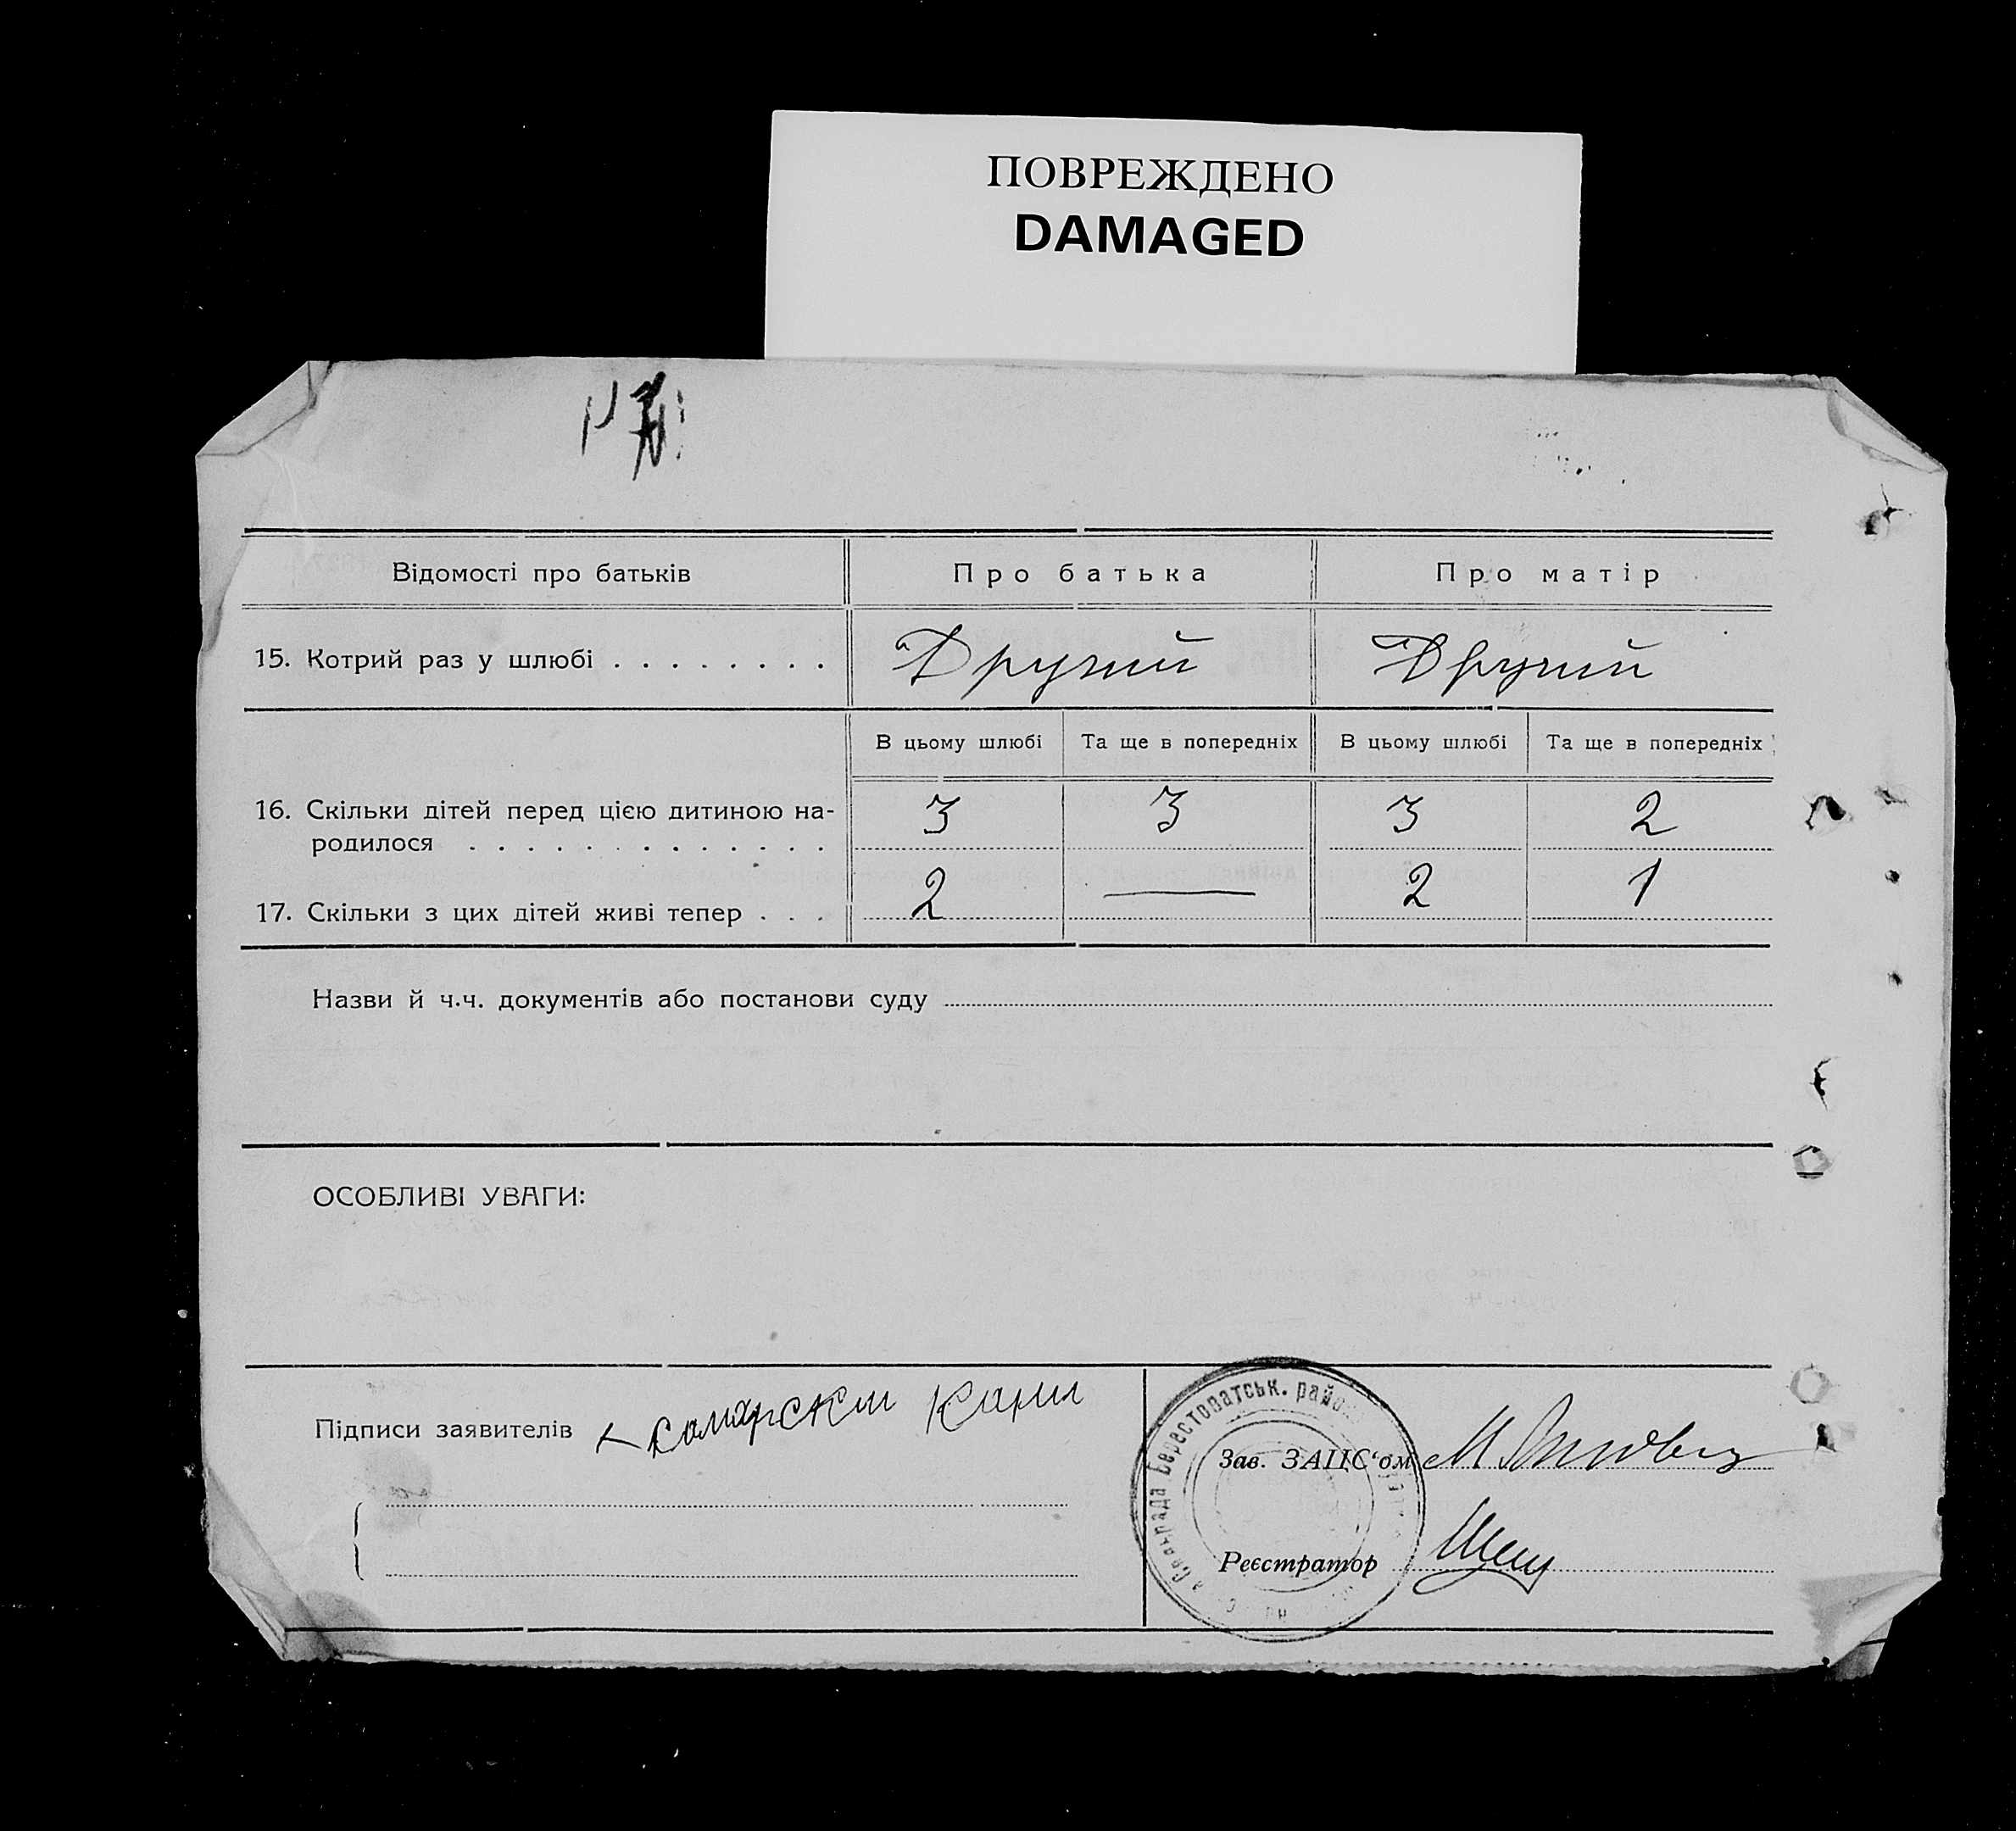 ПОВРЕЖДЕНО
DAMAGED
Відомості про батьків
Про батька
Про матір
15. Котрий раз у шлюбі . . . . . . . .
Другий
Другий
В цьому шлюбі
Та ще в попередніх
В цьому шлюбі
Та ще в попередніх
16. Скільки дітей перед цією дитиною на-
родилося . . . . . . . . . . . . .
3
3
3
2
17. Скільки з цих дітей живі тепер . . .
2
—
2
1
Назви й ч.ч. документів або постанови суду
ОСОБЛИВІ УВАГИ:
Підписи заявителів
Зав. ЗАЦС'ом
Реєстратор
Берестоватськ. район